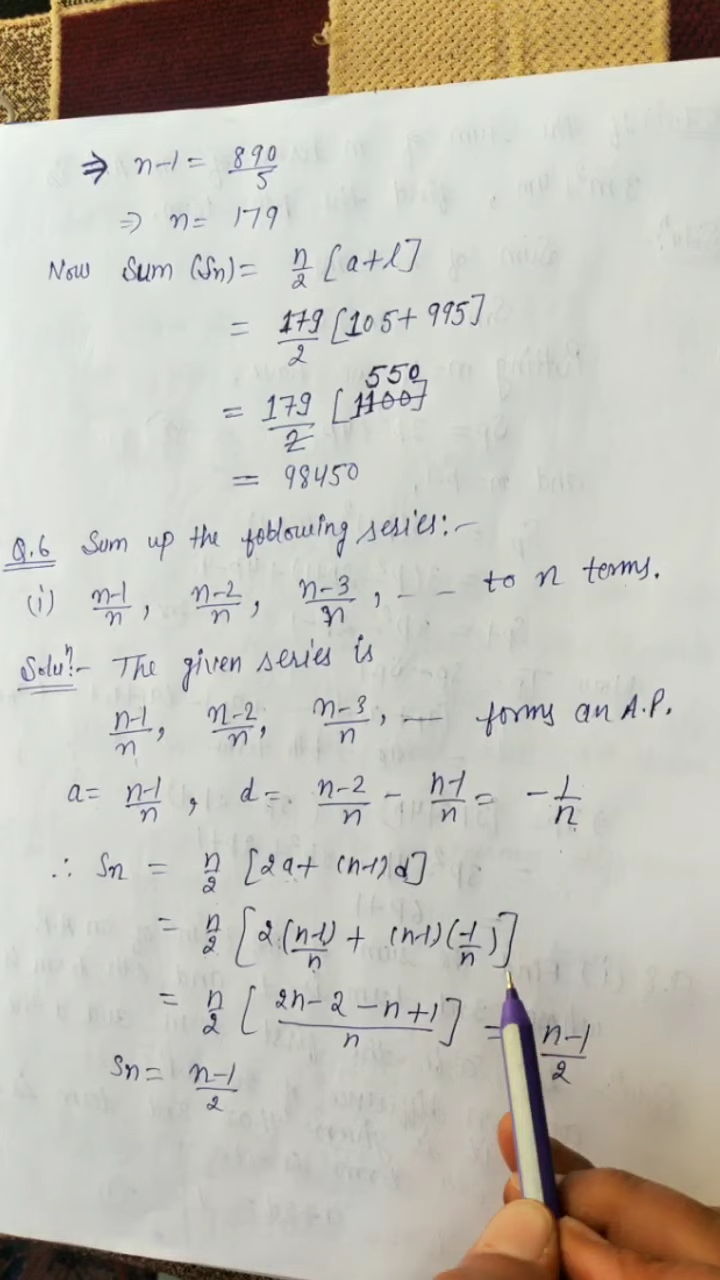 ⇒ n-1 = 890/5
⇒ n= 179
Now Sum (Sn) = n/2 [a+l]
= 179/2 [105+995]
550
= 179/2 [1100]
= 98450
Q.6 Sum up the following series:-
(i) n-1/n, n-2/n, n-3/n, - - to n terms.
Soluⁿ:- The given series is
n-1/n, n-2/n, n-3/n, --- forms an A.P.
a= n-1/n, d= n-2/n - n-1/n = -1/n
∴ Sn = n/2 [2a+(n-1)d]
= n/2 [2(n-1)/n + (n-1)(-1/n)]
= n/2 [2n-2-n+1/n] = n-1/2
Sn= n-1/2